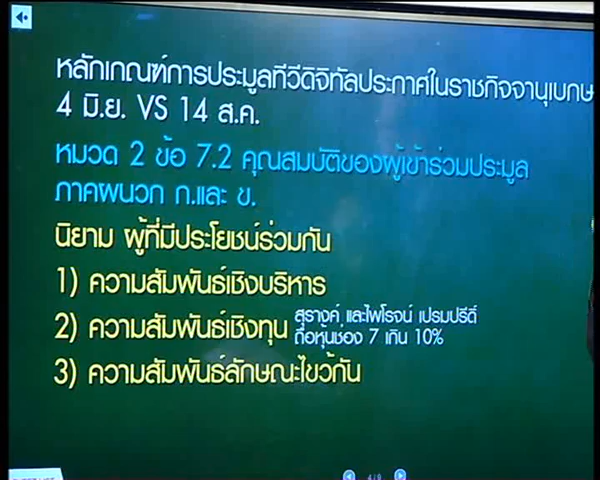 หลักเกณฑ์การประมูลทีวีดิจิทัลประกาศในราชกิจจานุเบกษ
4 มิ.ย. VS 14 ส.ค.
หมวด 2 ข้อ 7.2 คุณสมบัติของผู้เข้าร่วมประมูล
ภาคผนวก ก.และ ข.
นิยาม ผู้ที่มีประโยชน์ร่วมกัน
1) ความสัมพันธ์เชิงบริหาร
2) ความสัมพันธ์เชิงทุน สุรางค์ และไพโรจน์ เปรมปรีดิ์
ถือหุ้นช่อง 7 เกิน 10%
3) ความสัมพันธ์ลักษณะไขว้กัน
4/9